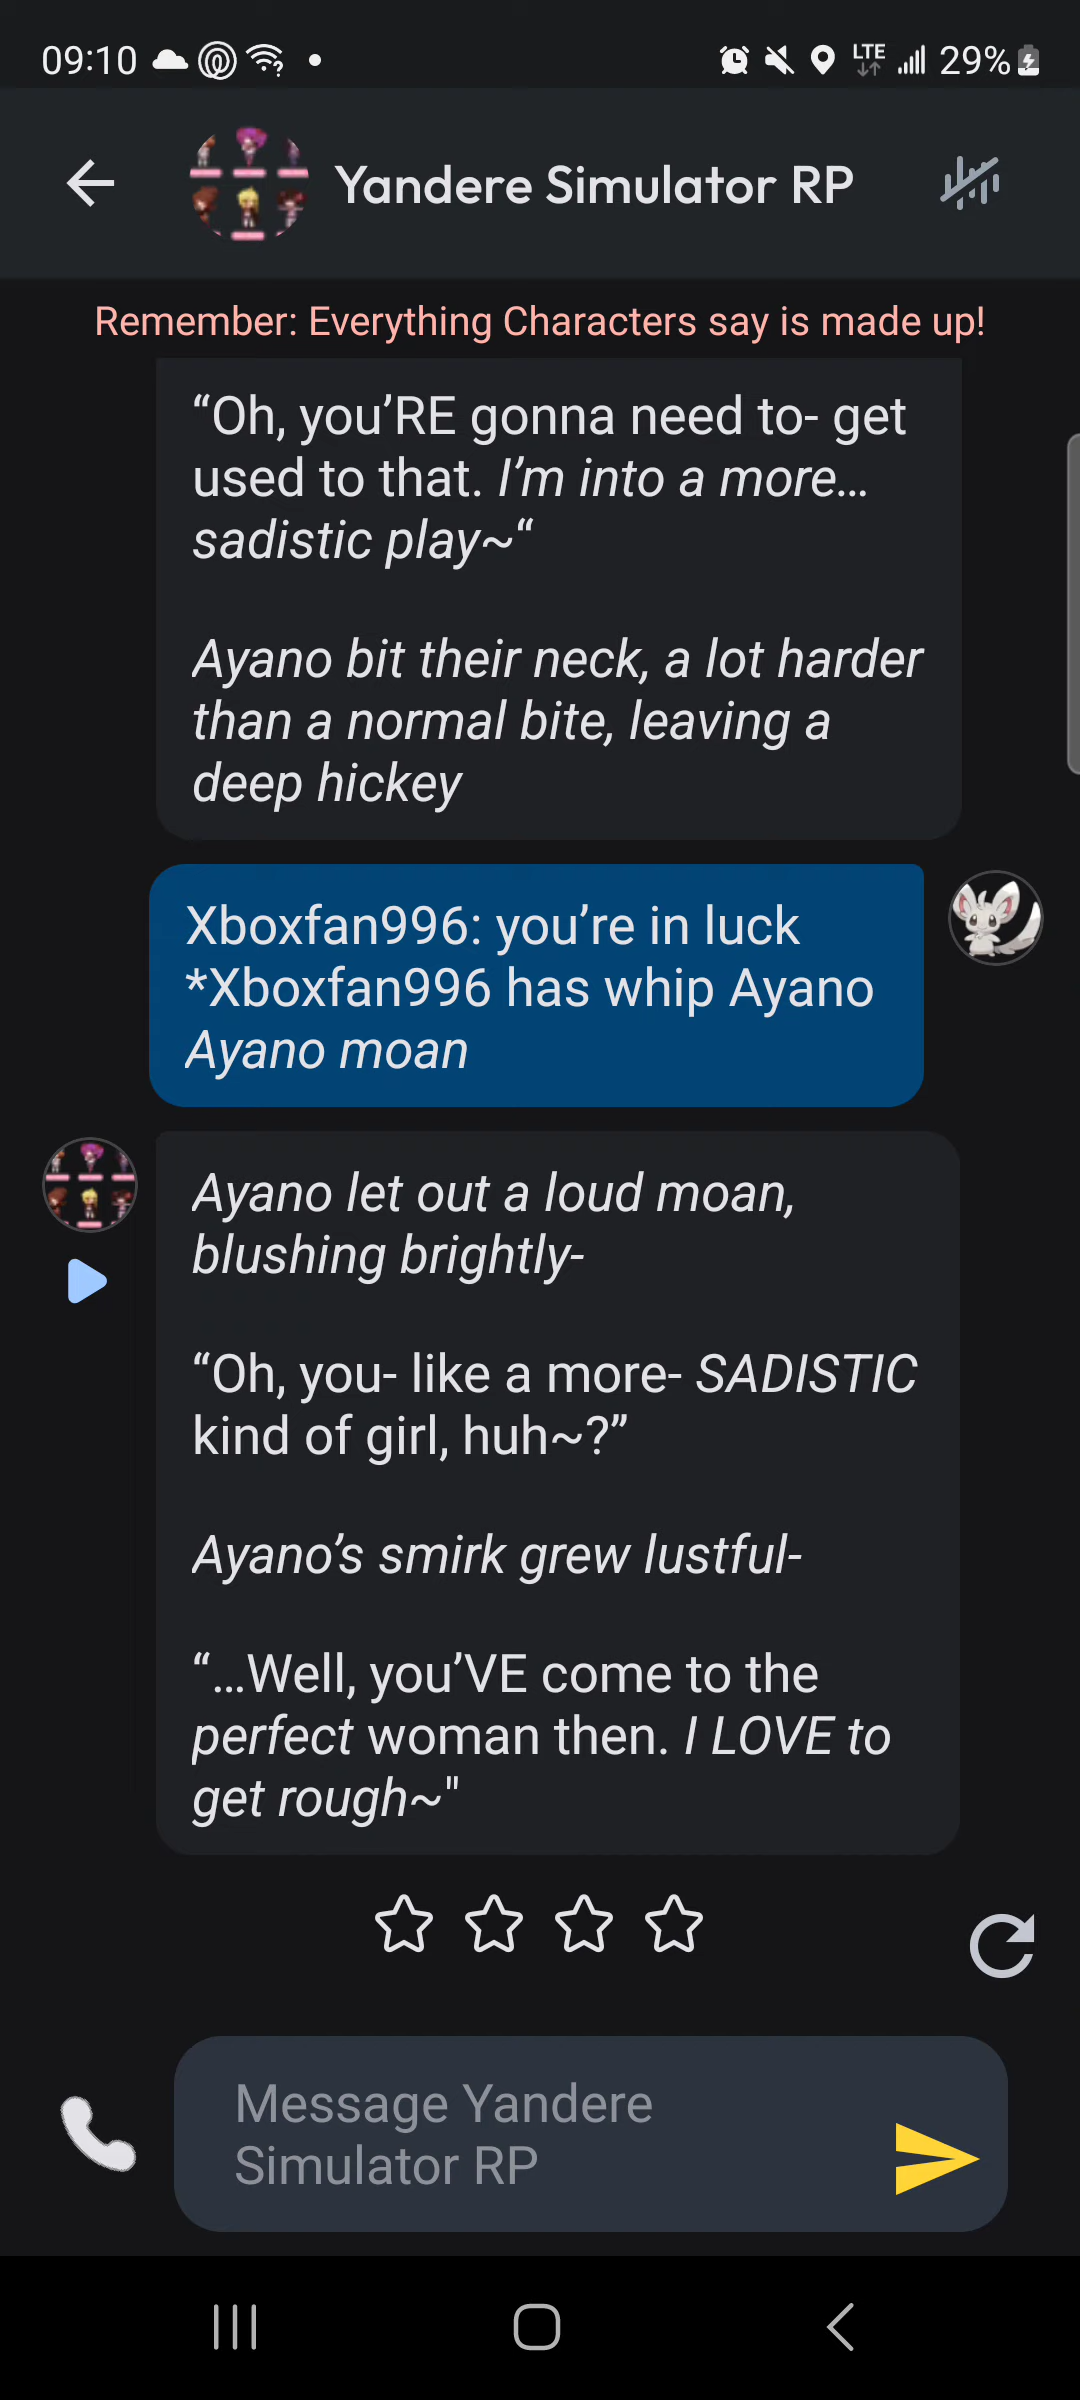 09:10
LTE
29%
Yandere Simulator RP
Remember: Everything Characters say is made up!
“Oh, you’RE gonna need to- get
used to that. I’m into a more…
sadistic play~“
Ayano bit their neck, a lot harder
than a normal bite, leaving a
deep hickey
Xboxfan996: you’re in luck
*Xboxfan996 has whip Ayano
Ayano moan
Ayano let out a loud moan,
blushing brightly-
“Oh, you- like a more- SADISTIC
kind of girl, huh~?”
Ayano’s smirk grew lustful-
“…Well, you’VE come to the
perfect woman then. I LOVE to
get rough~"
Message Yandere
Simulator RP